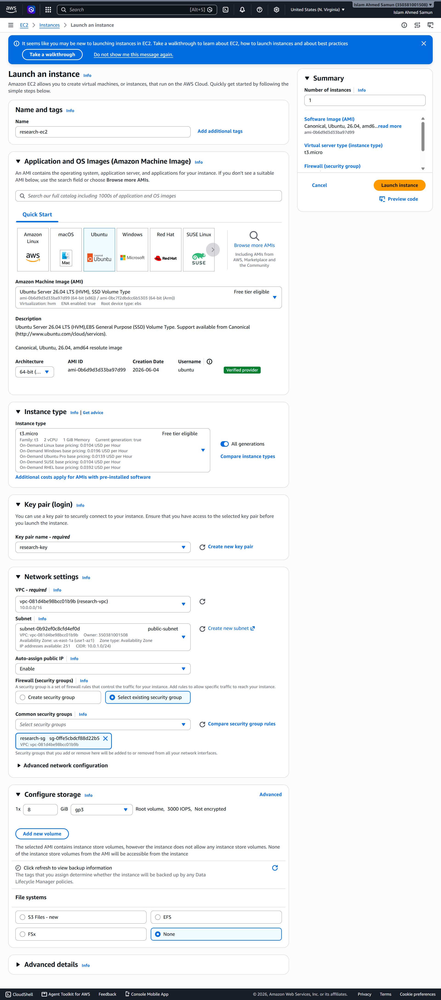 aws
Search
[Alt+S]
United States (N. Virginia)
Islam Ahmed Samun (350381001508)
Islam Ahmed Samun
EC2
Instances
Launch an instance
It seems like you may be new to launching instances in EC2. Take a walkthrough to learn about EC2, how to launch instances and about best practices
Take a walkthrough
Do not show me this message again.
Launch an instance Info
Amazon EC2 allows you to create virtual machines, or instances, that run on the AWS Cloud. Quickly get started by following the
simple steps below.
Name and tags Info
Name
research-ec2
Add additional tags
Application and OS Images (Amazon Machine Image) Info
An AMI contains the operating system, application server, and applications for your instance. If you don't see a suitable
AMI below, use the search field or choose Browse more AMIs.
Search our full catalog including 1000s of application and OS images
Quick Start
Amazon
Linux
aws
macOS
Mac
Ubuntu
Canonical
Ubuntu
Windows
Microsoft
Red Hat
Red Hat
SUSE Linux
SUSE
Browse more AMIs
Including AMIs from
AWS, Marketplace and
the Community
Amazon Machine Image (AMI)
Ubuntu Server 26.04 LTS (HVM), SSD Volume Type
Free tier eligible
ami-0b6d9d3d33ba97d99 (64-bit (x86)) / ami-0bc7f2dbdcc6b5303 (64-bit (Arm))
Virtualization: hvm ENA enabled: true Root device type: ebs
Description
Ubuntu Server 26.04 LTS (HVM),EBS General Purpose (SSD) Volume Type. Support available from Canonical
(http://www.ubuntu.com/cloud/services).
Canonical, Ubuntu, 26.04, amd64 resolute image
Architecture
64-bit (...
AMI ID
ami-0b6d9d3d33ba97d99
Creation Date
2026-06-04
Username
ubuntu
Verified provider
Instance type Info | Get advice
Instance type
t3.micro
Free tier eligible
Family: t3 2 vCPU 1 GiB Memory Current generation: true
On-Demand Linux base pricing: 0.0104 USD per Hour
On-Demand Windows base pricing: 0.0196 USD per Hour
On-Demand Ubuntu Pro base pricing: 0.0139 USD per Hour
On-Demand SUSE base pricing: 0.0104 USD per Hour
On-Demand RHEL base pricing: 0.0392 USD per Hour
All generations
Compare instance types
Additional costs apply for AMIs with pre-installed software
Key pair (login) Info
You can use a key pair to securely connect to your instance. Ensure that you have access to the selected key pair before
you launch the instance.
Key pair name - required
research-key
Create new key pair
Network settings Info
VPC - required Info
vpc-081d4be98bcc01b9b (research-vpc)
10.0.0.0/16
Subnet Info
subnet-0b92ef0c8cfd4ef0d
public-subnet
VPC: vpc-081d4be98bcc01b9b Owner: 350381001508
Availability Zone: us-east-1a (use1-az1) Zone type: Availability Zone
IP addresses available: 251 CIDR: 10.0.1.0/24)
Create new subnet
Auto-assign public IP Info
Enable
Firewall (security groups) Info
A security group is a set of firewall rules that control the traffic for your instance. Add rules to allow specific traffic to reach your instance.
Create security group
Select existing security group
Common security groups Info
Select security groups
Compare security group rules
research-sg sg-0ffe5cbdcf88d22b5
VPC: vpc-081d4be98bcc01b9b
Security groups that you add or remove here will be added to or removed from all your network interfaces.
Advanced network configuration
Configure storage Info
Advanced
1x
8
GiB
gp3
Root volume, 3000 IOPS, Not encrypted
Add new volume
The selected AMI contains instance store volumes, however the instance does not allow any instance store volumes. None
of the instance store volumes from the AMI will be accessible from the instance
Click refresh to view backup information
The tags that you assign determine whether the instance will be backed up by any Data
Lifecycle Manager policies.
File systems
S3 Files - new
EFS
FSx
None
Advanced details Info
Summary
Number of instances Info
1
Software Image (AMI)
Canonical, Ubuntu, 26.04, amd6...read more
ami-0b6d9d3d33ba97d99
Virtual server type (instance type)
t3.micro
Firewall (security group)
Cancel
Launch instance
Preview code
CloudShell
Agent Toolkit for AWS
Feedback
Console Mobile App
© 2026, Amazon Web Services, Inc. or its affiliates.
Privacy
Terms
Cookie preferences